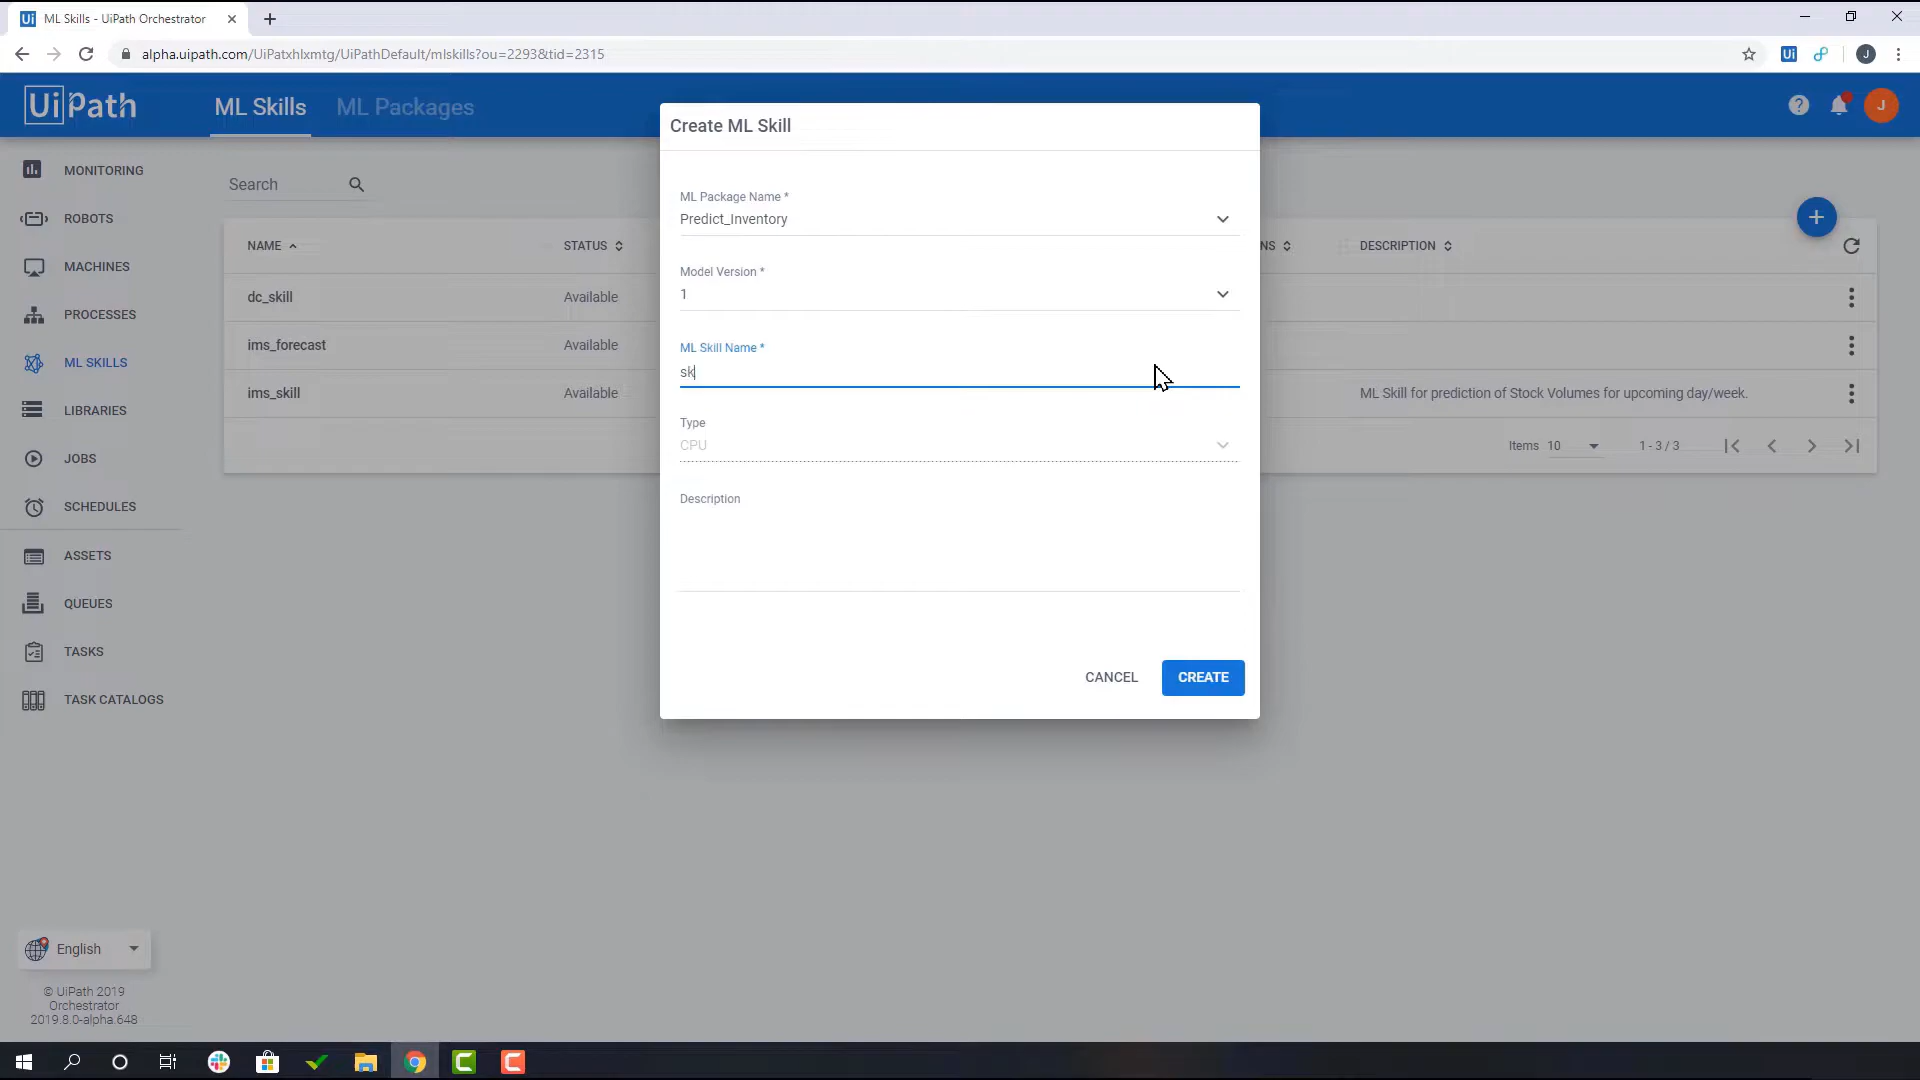 ML Skills - UiPath Orchestrator
alpha.uipath.com/UiPatxhlxmtg/UiPathDefault/mlskills?ou=2293&tid=2315
Ui
J
UiPath
ML Skills
ML Packages
J
MONITORING
ROBOTS
MACHINES
PROCESSES
ML SKILLS
LIBRARIES
JOBS
SCHEDULES
ASSETS
QUEUES
TASKS
TASK CATALOGS
English
© UiPath 2019
Orchestrator
2019.8.0-alpha.648
Search
NAME STATUS NS DESCRIPTION
dc_skill Available
ims_forecast Available
ims_skill Available ML Skill for prediction of Stock Volumes for upcoming day/week.
Items 10 1 - 3 / 3
Create ML Skill
ML Package Name *
Predict_Inventory
Model Version *
1
ML Skill Name *
sk
Type
CPU
Description
CANCEL CREATE